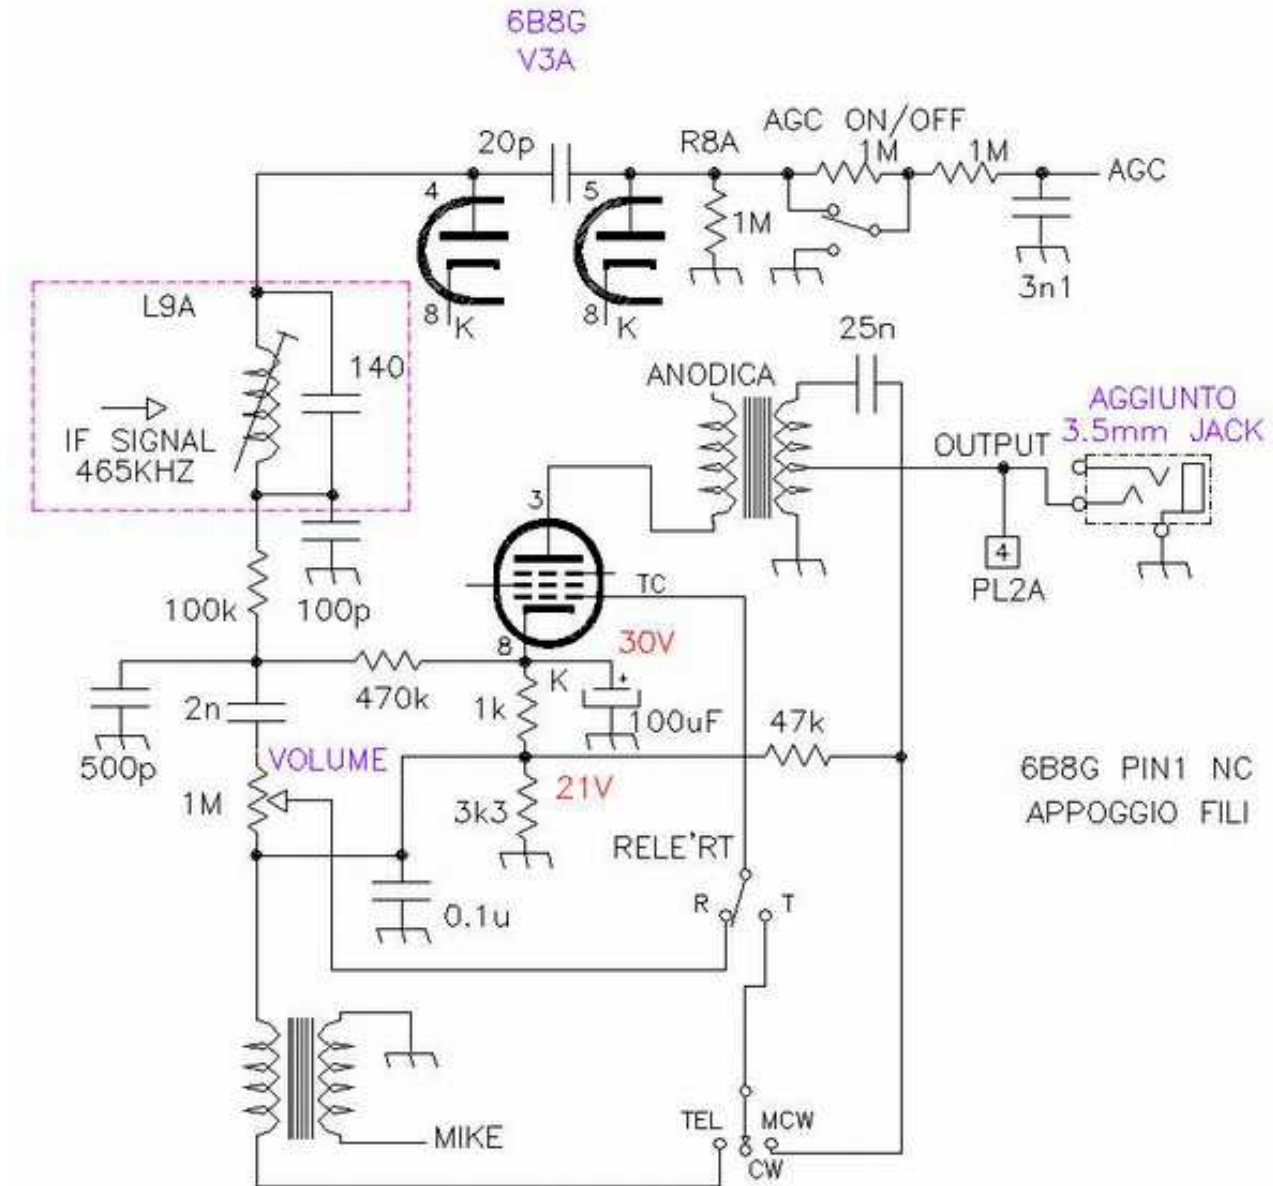 6B8G
V3A
AGC ON/OFF
20p
R8A
1M
1M
AGC
4
5
1M
8
K
8
K
3n1
L9A
140
IF SIGNAL
465KHZ
25n
ANODICA
AGGIUNTO
3.5mm JACK
OUTPUT
3
4
PL2A
TC
100k
100p
8
K
30V
2n
470k
1k
100uF
47k
500p
VOLUME
1M
3k3
21V
6B8G PIN1 NC
APPOGGIO FILI
RELE'RT
R
T
0.1u
MIKE
TEL
MCW
CW